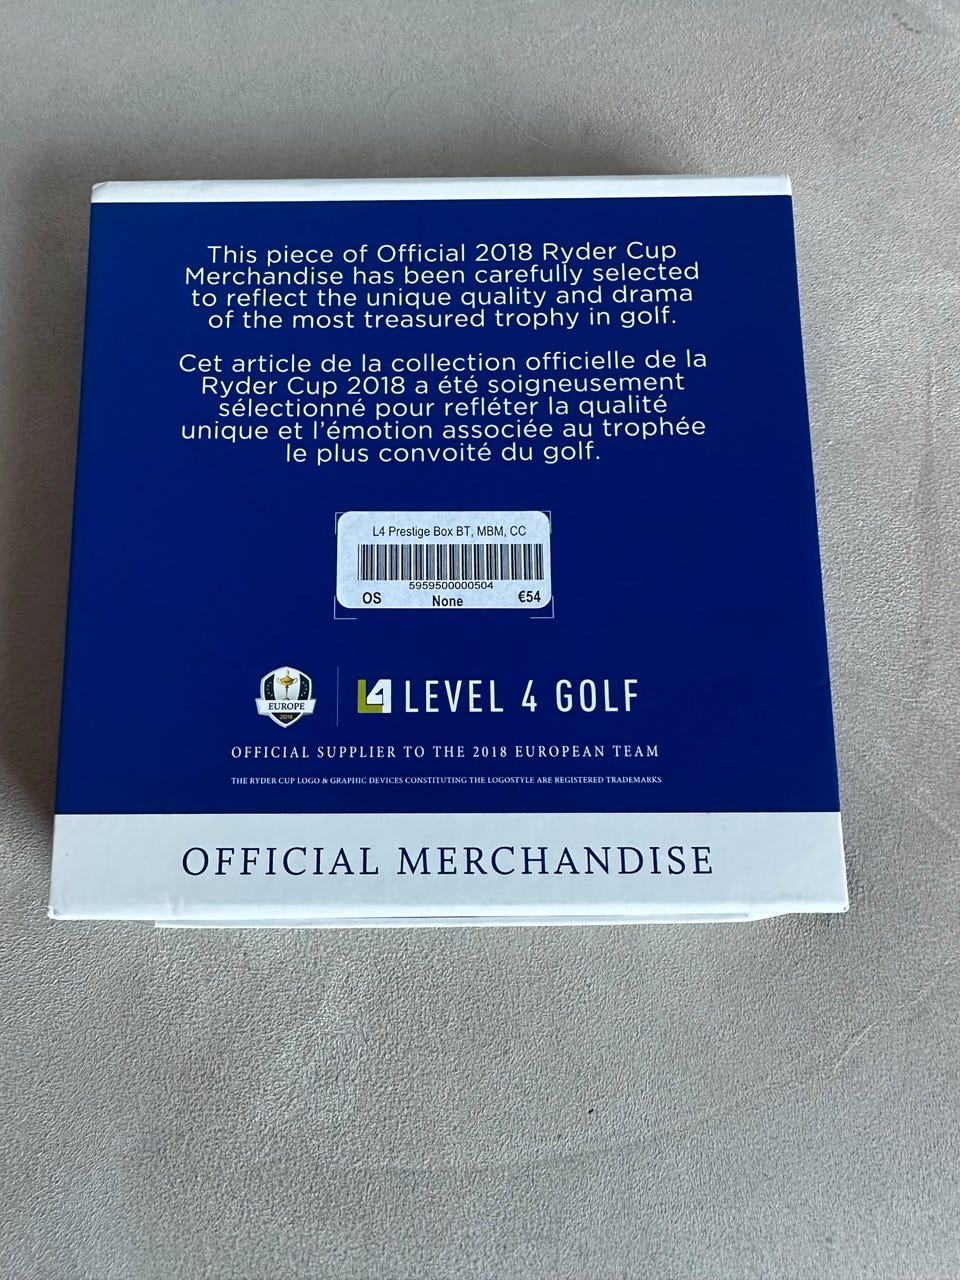 This piece of Official 2018 Ryder Cup
Merchandise has been carefully selected
to reflect the unique quality and drama
of the most treasured trophy in golf.
Cet article de la collection officielle de la
Ryder Cup 2018 a été soigneusement
sélectionné pour refléter la qualité
unique et l'émotion associée au trophée
le plus convoité du golf.
L4 Prestige Box BT, MBM, CC
5959500000504
OS None €54
EUROPE
2018
L4 LEVEL 4 GOLF
OFFICIAL SUPPLIER TO THE 2018 EUROPEAN TEAM
THE RYDER CUP LOGO & GRAPHIC DEVICES CONSTITUTING THE LOGOSTYLE ARE REGISTERED TRADEMARKS
OFFICIAL MERCHANDISE